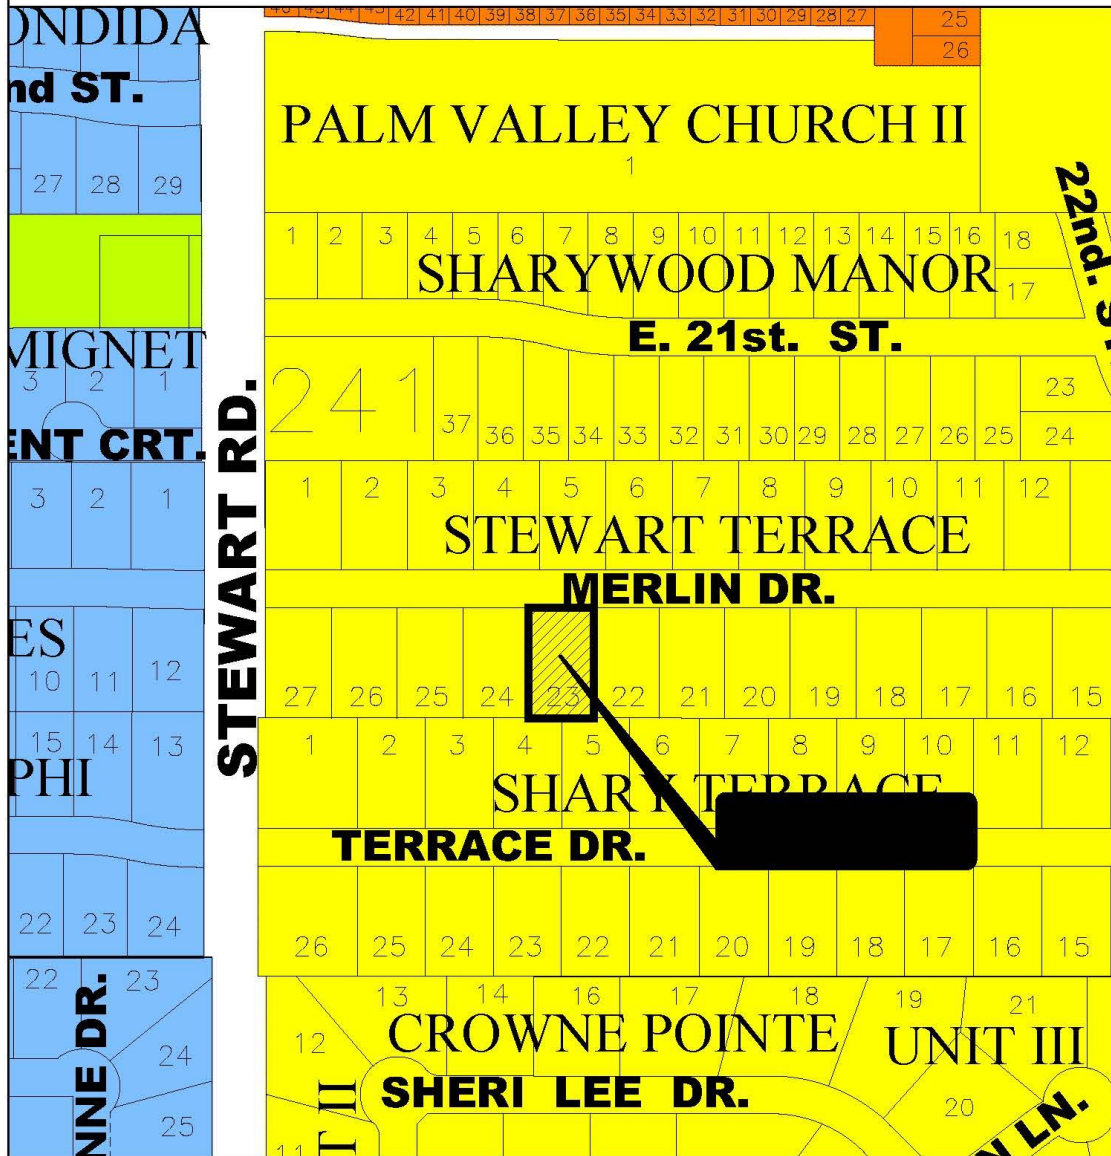 42 41 40 39 38 37 36 35 34 33 32 31 30 29 28 27
25
26
ONDIDA
nd ST.
27 28 29
PALM VALLEY CHURCH II
1
22nd. S
1 2 3 4 5 6 7 8 9 10 11 12 13 14 15 16 18
SHARYWOOD MANOR
17
E. 21st. ST.
MIGNET
3 2 1
ENT CRT.
241
37 36 35 34 33 32 31 30 29 28 27 26 25
23
24
STEWART RD.
3 2 1
1 2 3 4 5 6 7 8 9 10 11 12
STEWART TERRACE
MERLIN DR.
ES
10 11 12
27 26 25 24 23 22 21 20 19 18 17 16 15
15 14 13
PHI
1 2 3 4 5 6 7 8 9 10 11 12
SHARY TERRACE
TERRACE DR.
22 23 24
26 25 24 23 22 21 20 19 18 17 16 15
22 23
24
25
NNE DR.
13 14 16 17 18 19 21
12
CROWNE POINTE UNIT III
SHERI LEE DR.
20
T II
11
N LN.